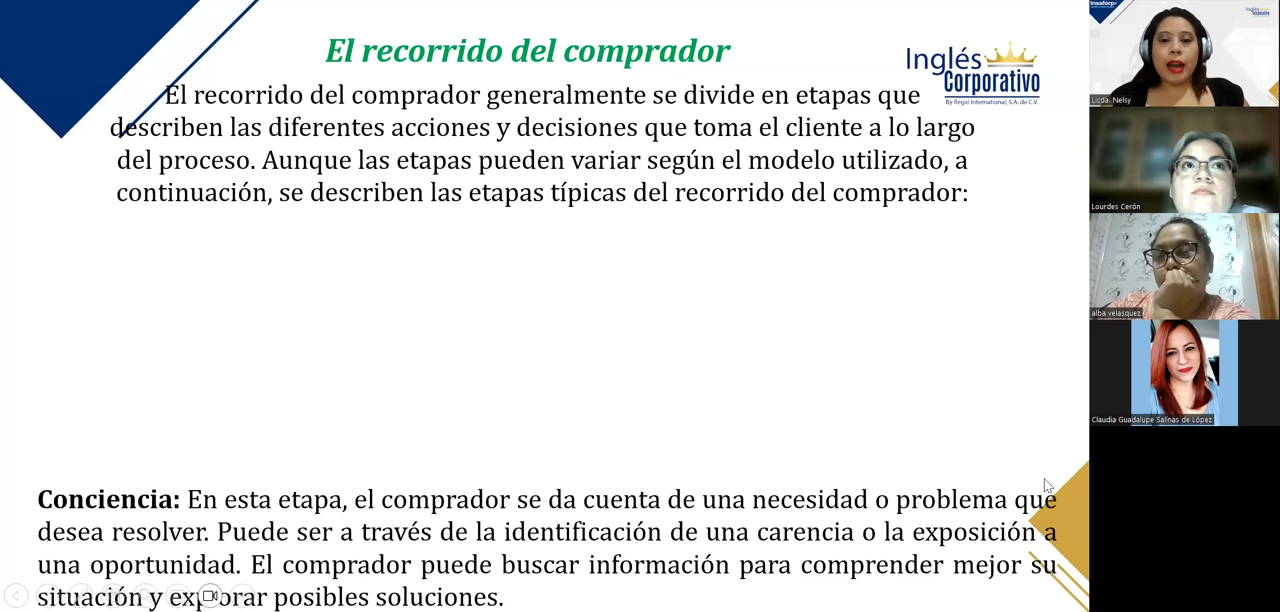 El recorrido del comprador
Inglés
Corporativo
By Regal International, S.A. de C.V.
El recorrido del comprador generalmente se divide en etapas que
describen las diferentes acciones y decisiones que toma el cliente a lo largo
del proceso. Aunque las etapas pueden variar según el modelo utilizado, a
continuación, se describen las etapas típicas del recorrido del comprador:
Conciencia: En esta etapa, el comprador se da cuenta de una necesidad o problema que
desea resolver. Puede ser a través de la identificación de una carencia o la exposición a
una oportunidad. El comprador puede buscar información para comprender mejor su
situación y explorar posibles soluciones.
Insaforp
Licda. Nelsy
Lourdes Cerón
alba velasquez
Claudia Guadalupe Salinas de López